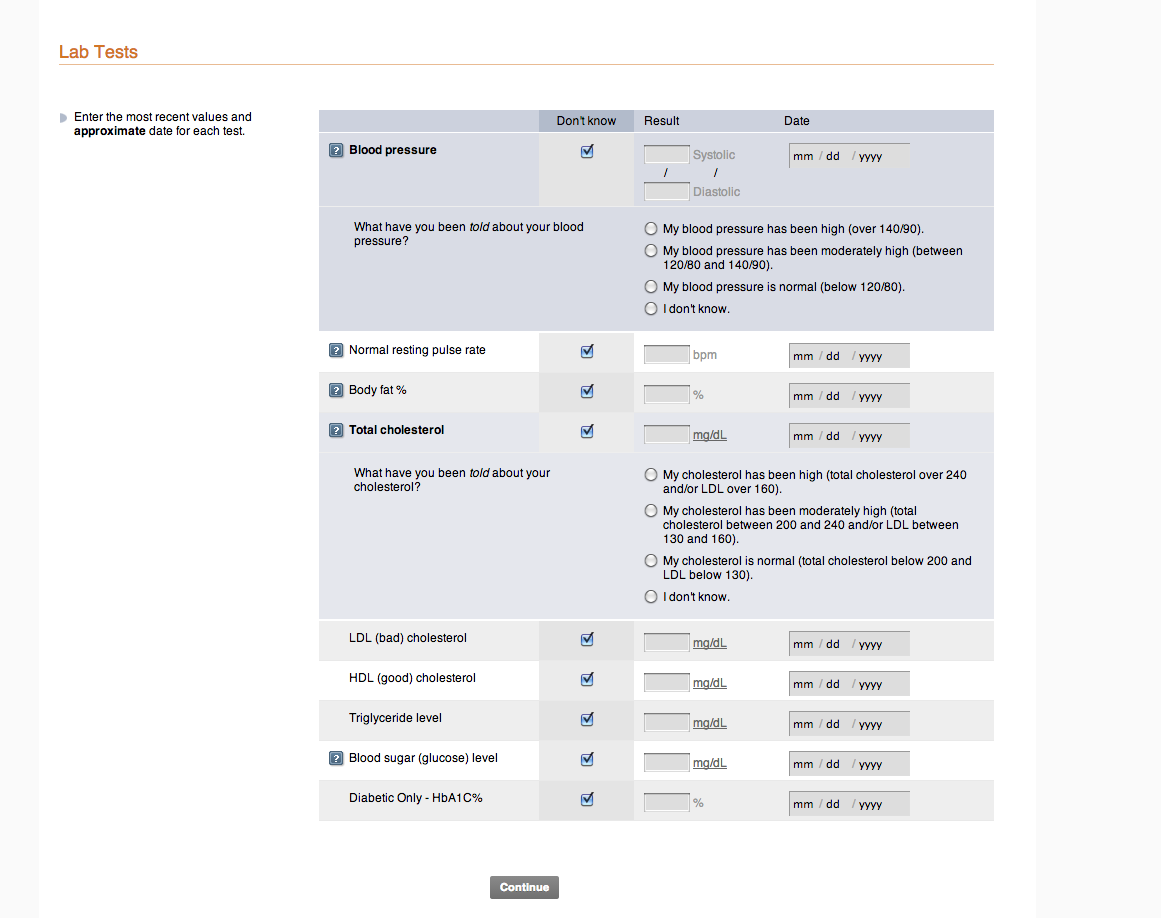 Lab Tests
Enter the most recent values and
approximate date for each test.
Don't know Result Date
? Blood pressure Systolic mm / dd / yyyy
/ /
Diastolic
What have you been told about your blood
pressure?
My blood pressure has been high (over 140/90).
My blood pressure has been moderately high (between
120/80 and 140/90).
My blood pressure is normal (below 120/80).
I don't know.
? Normal resting pulse rate bpm mm / dd / yyyy
? Body fat % % mm / dd / yyyy
? Total cholesterol mg/dL mm / dd / yyyy
What have you been told about your
cholesterol?
My cholesterol has been high (total cholesterol over 240
and/or LDL over 160).
My cholesterol has been moderately high (total
cholesterol between 200 and 240 and/or LDL between
130 and 160).
My cholesterol is normal (total cholesterol below 200 and
LDL below 130).
I don't know.
LDL (bad) cholesterol mg/dL mm / dd / yyyy
HDL (good) cholesterol mg/dL mm / dd / yyyy
Triglyceride level mg/dL mm / dd / yyyy
? Blood sugar (glucose) level mg/dL mm / dd / yyyy
Diabetic Only - HbA1C% % mm / dd / yyyy
Continue